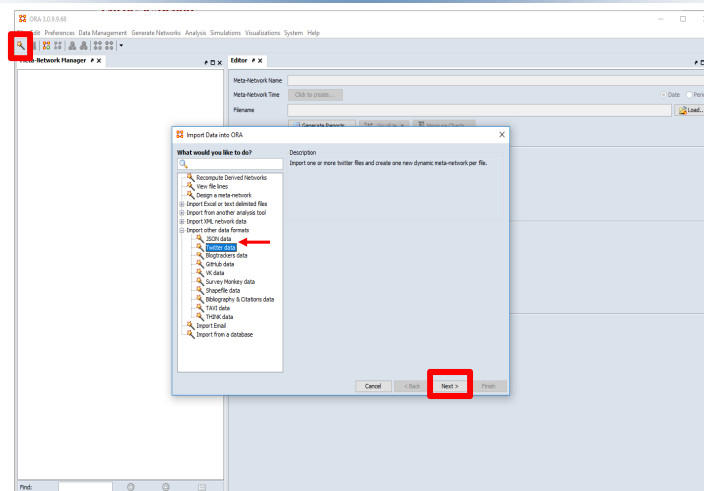 ORA 3.0.9.9.68
Edit Preferences Data Management Generate Networks Analysis Simulations Visualizations System Help
Meta-Network Manager
Editor
Meta-Network Name
Meta-Network Time Click to create... Date
Filename Load..
Generate Reports
Import Data into ORA
What would you like to do?
Description
Import one or more twitter files and create one new dynamic meta-network per file.
Recompute Derived Networks
View file lines
Design a meta-network
Import Excel or text delimited files
Import from another analysis tool
Import XML network data
Import other data formats
JSON data
Twitter data
Blogtrackers data
GitHub data
VK data
Survey Monkey data
Shapefile data
Bibliography & Citations data
TAVI data
THINK data
Import Email
Import from a database
Cancel < Back Next > Finish
Find: